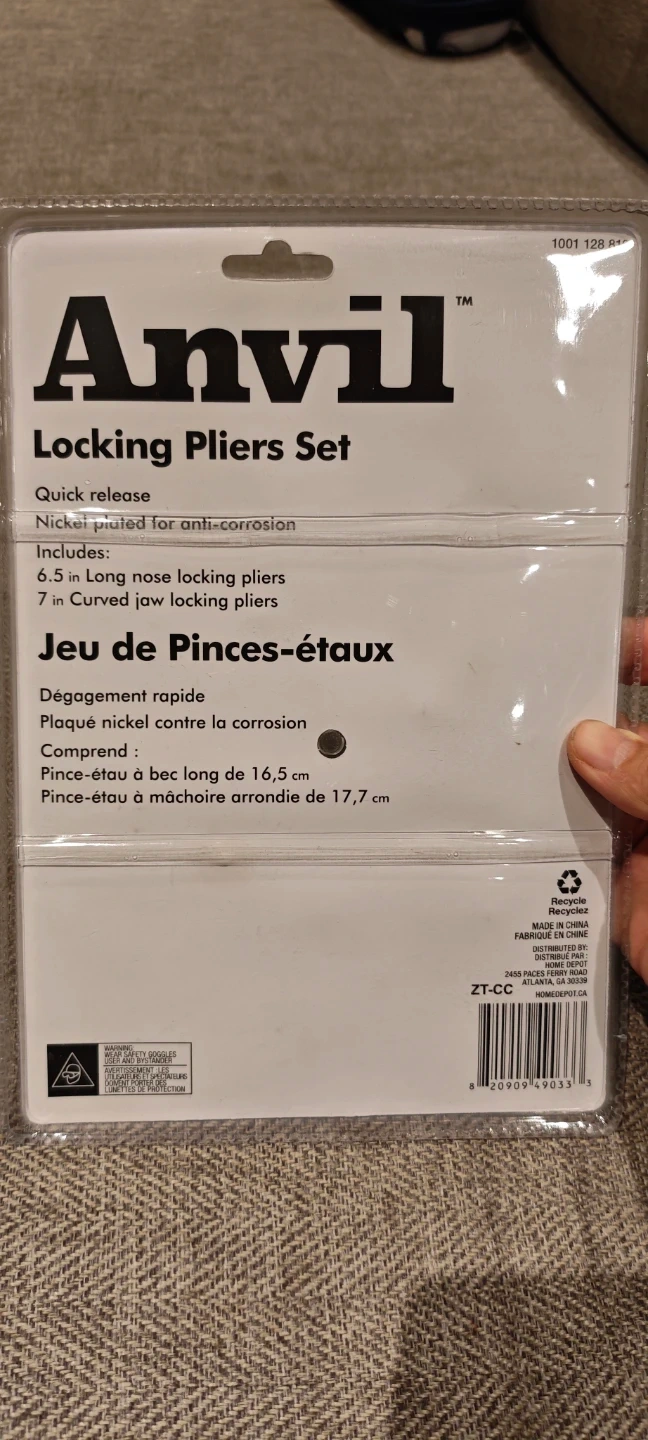 1001 128
Anvil™
Locking Pliers Set
Quick release
Nickel plated for anti-corrosion
Includes:
6.5 in Long nose locking pliers
7 in Curved jaw locking pliers
Jeu de Pinces-étaux
Dégagement rapide
Plaqué nickel contre la corrosion
Comprend :
Pince-étau à bec long de 16,5 cm
Pince-étau à mâchoire arrondie de 17,7 cm
Recycle
Recyclez
MADE IN CHINA
FABRIQUÉ EN CHINE
DISTRIBUTED BY:
DISTRIBUÉ PAR :
HOME DEPOT
2455 PACES FERRY ROAD
ATLANTA, GA 30339
HOMEDEPOT.CA
ZT-CC
8 20909 49033 3
WARNING:
WEAR SAFETY GOGGLES
USER AND BYSTANDER
AVERTISSEMENT : LES
UTILISATEURS ET SPECTATEURS
DOIVENT PORTER DES
LUNETTES DE PROTECTION